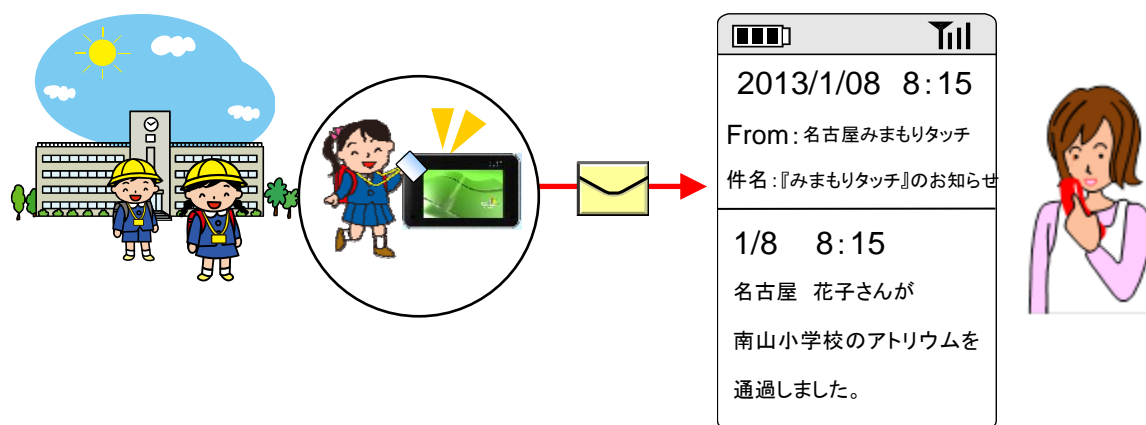 2013/1/08 8:15
From：名古屋みまもりタッチ
件名：『みまもりタッチ』のお知らせ
1/8 8：15
名古屋 花子さんが
南山小学校のアトリウムを
通過しました。